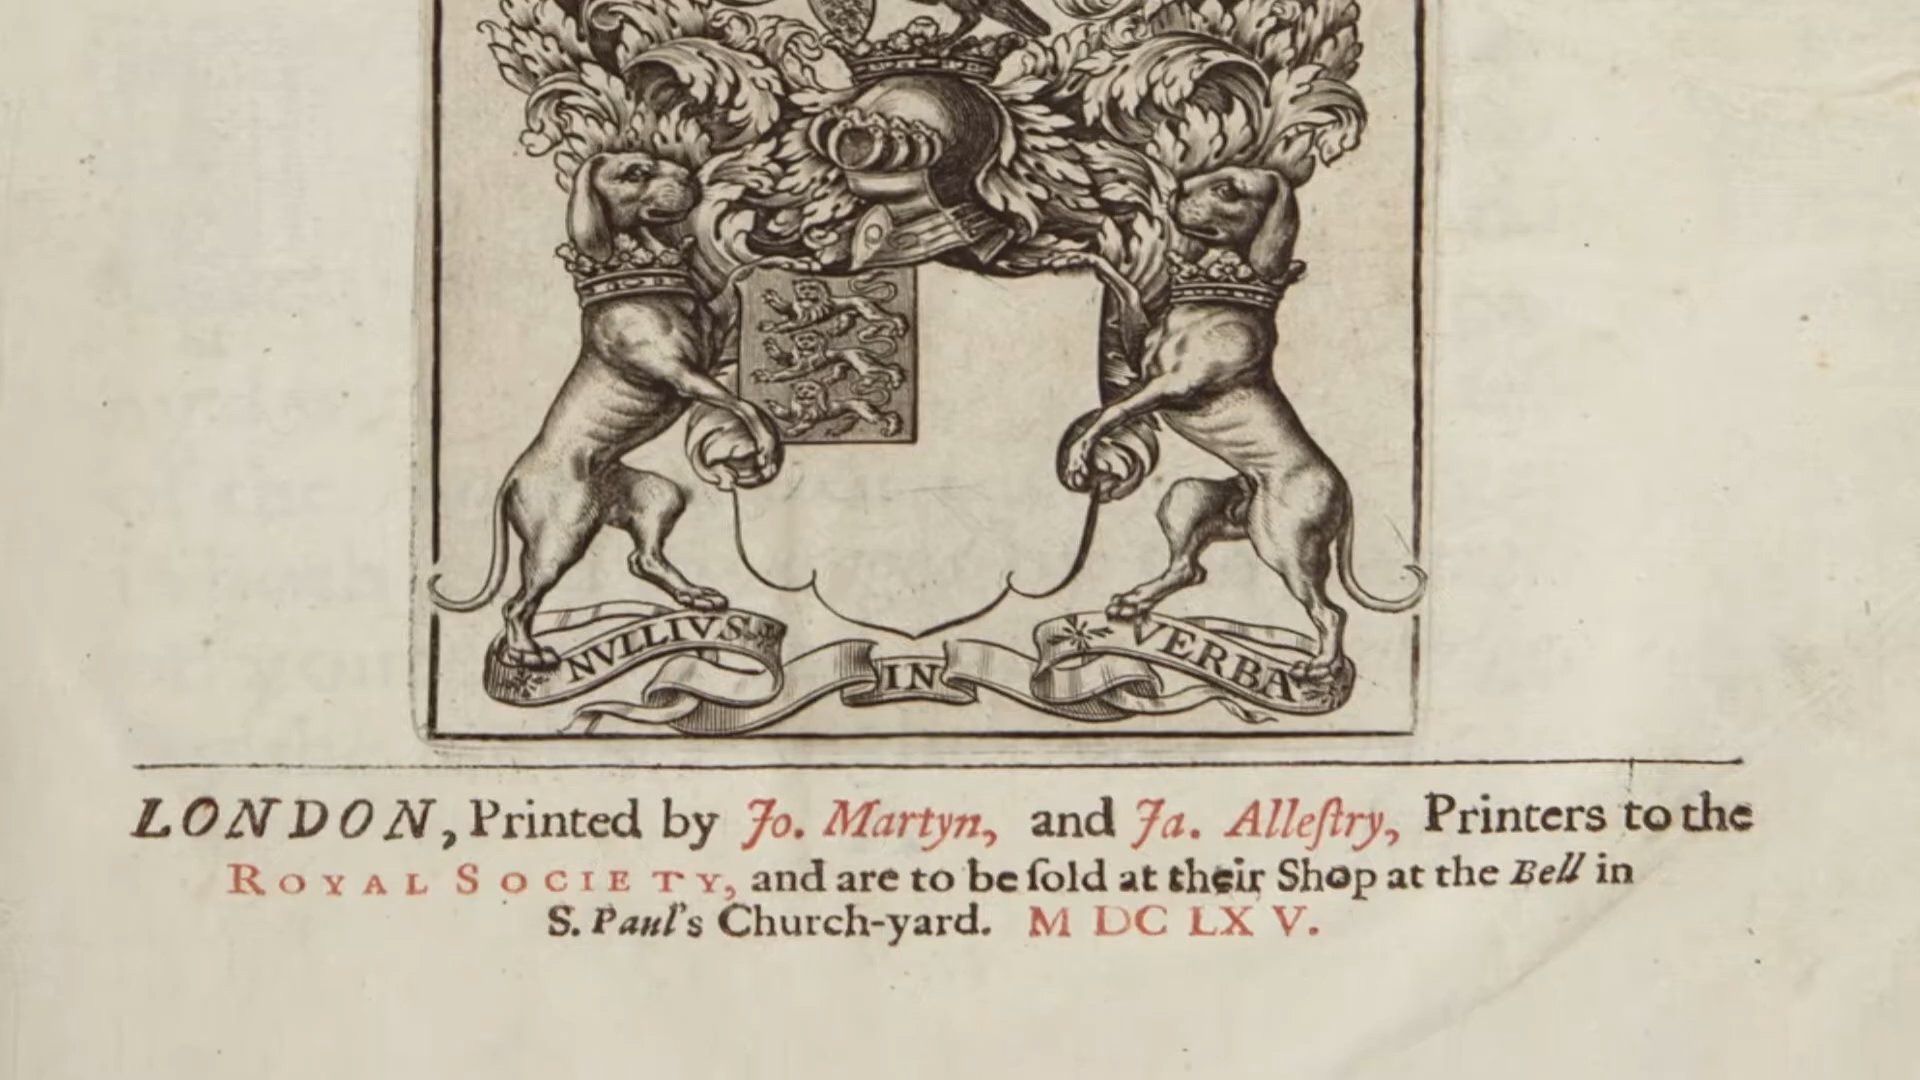 NVLLIVS IN VERBA
LONDON, Printed by Jo. Martyn, and Ja. Alleſtry, Printers to the
ROYAL SOCIETY, and are to be ſold at their Shop at the Bell in
S. Paul's Church-yard. M DC LX V.